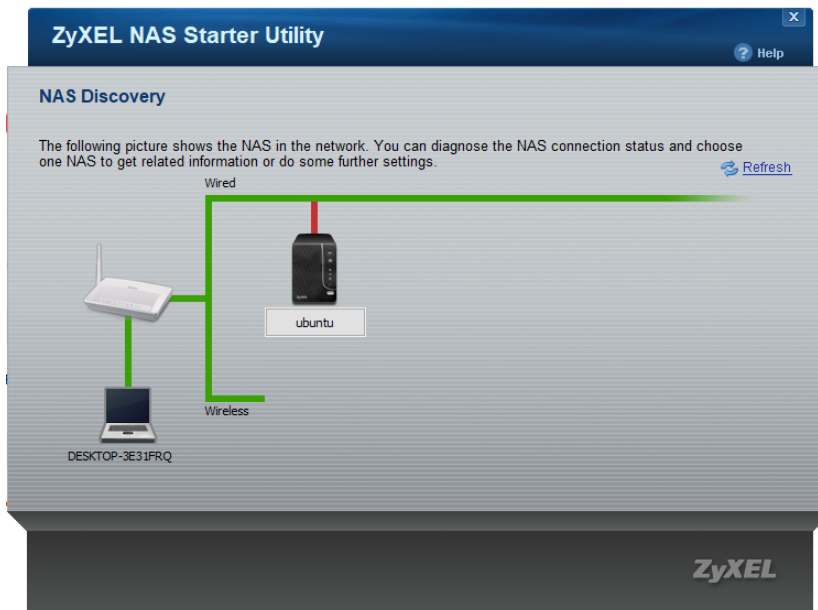 ZyXEL NAS Starter Utility
X
? Help
NAS Discovery
The following picture shows the NAS in the network. You can diagnose the NAS connection status and choose
one NAS to get related information or do some further settings.
Refresh
Wired
ubuntu
Wireless
DESKTOP-3E31FRQ
ZyXEL